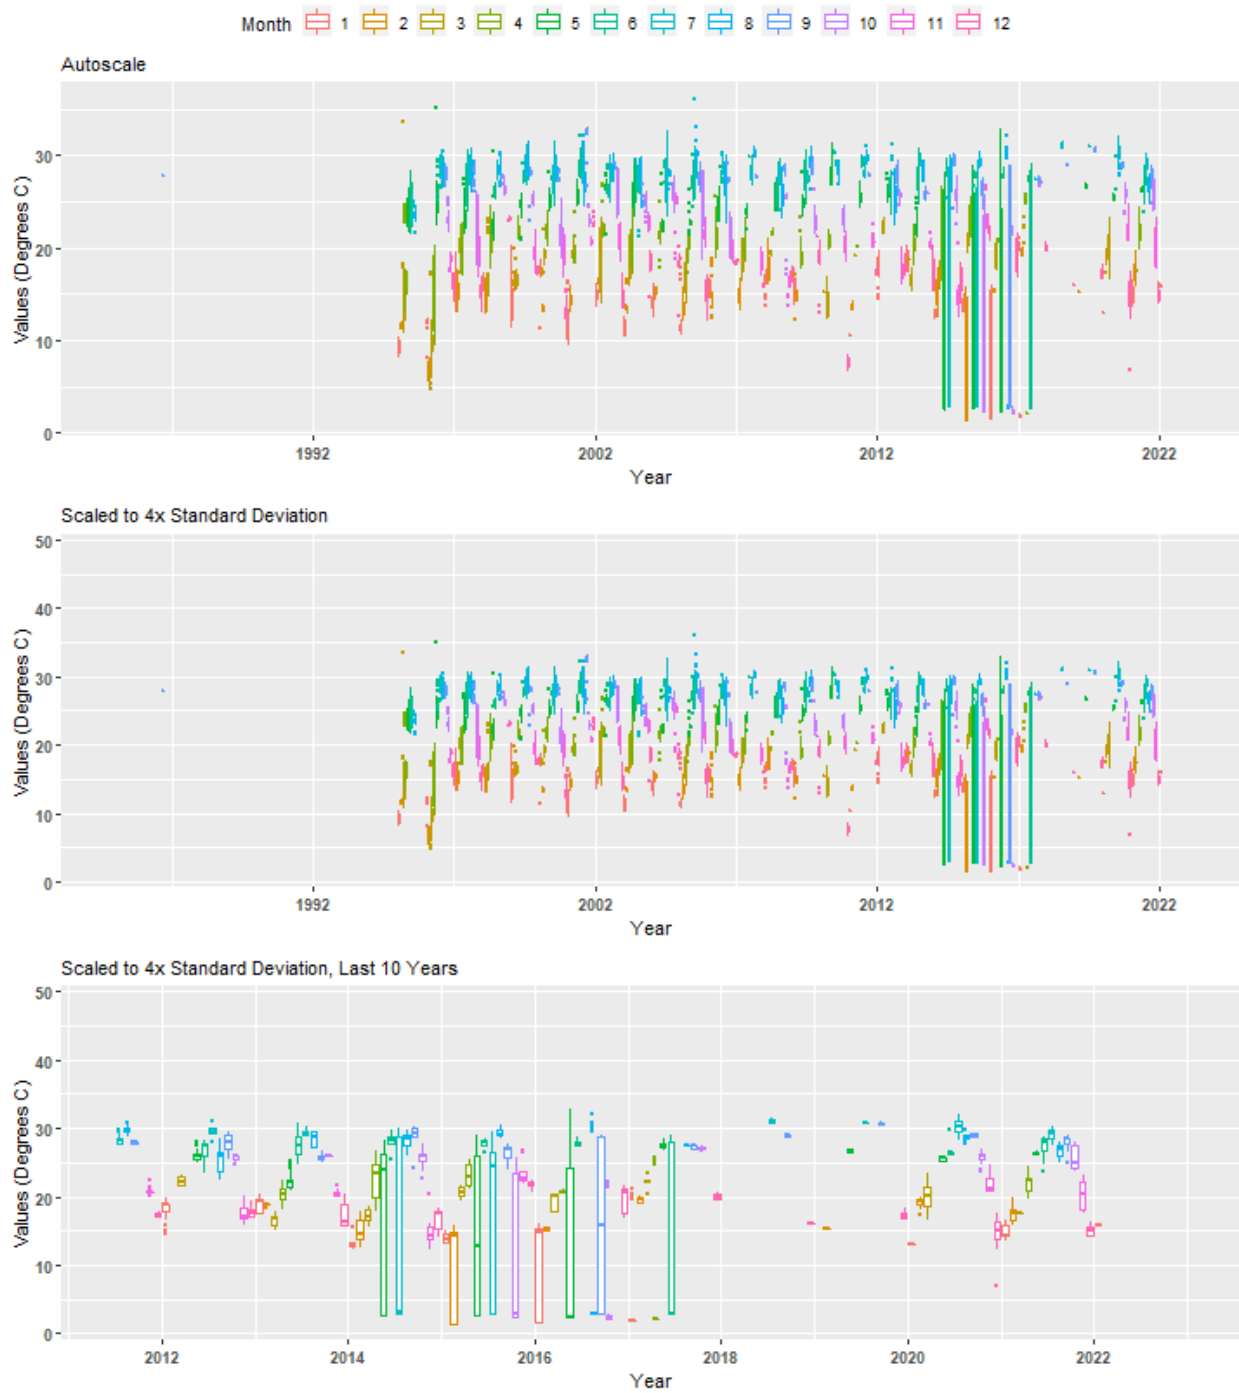 Month 1 2 3 4 5 6 7 8 9 10 11 12
Autoscale
30
20
10
0
Values (Degrees C)
1992 2002 2012 2022
Year
Scaled to 4x Standard Deviation
50
40
30
20
10
0
Values (Degrees C)
1992 2002 2012 2022
Year
Scaled to 4x Standard Deviation, Last 10 Years
50
40
30
20
10
0
Values (Degrees C)
2012 2014 2016 2018 2020 2022
Year